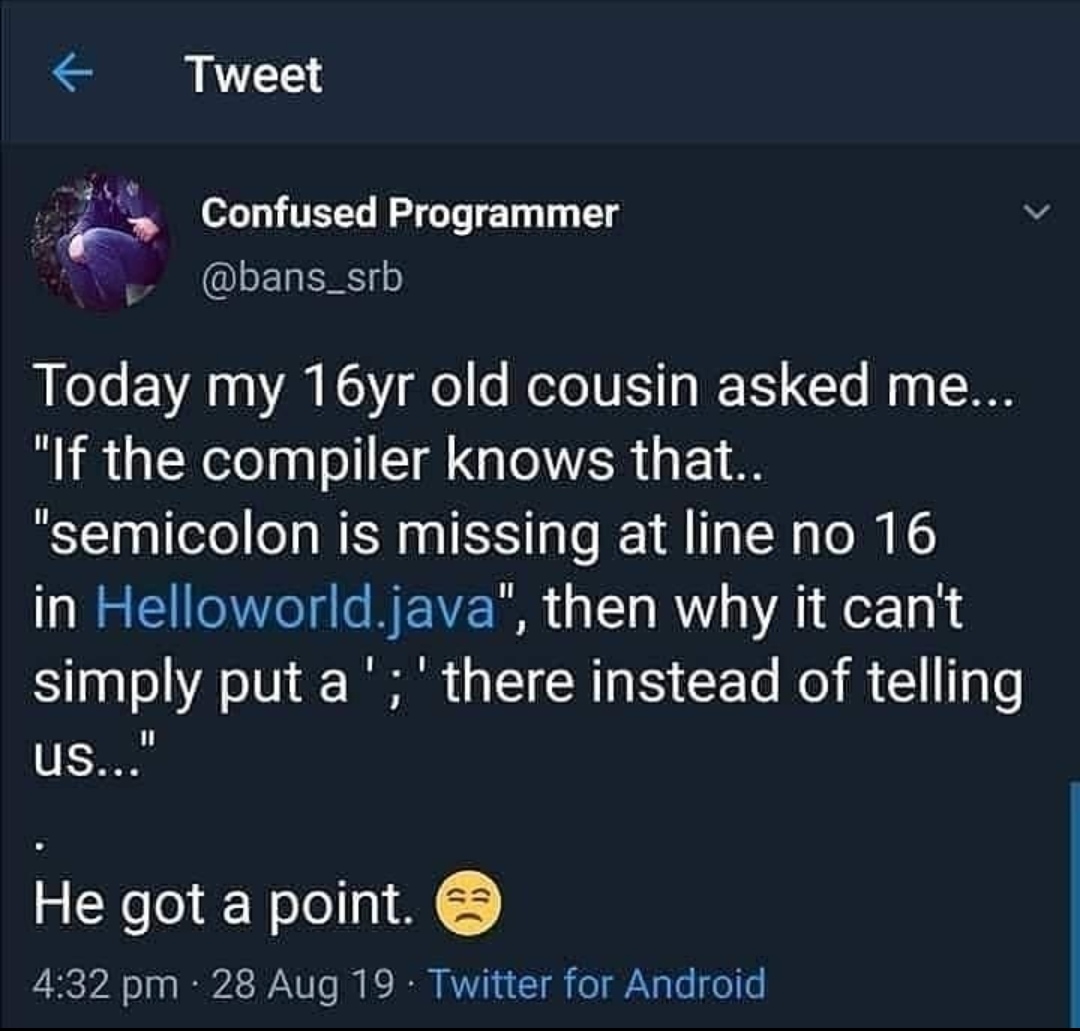 Tweet
Confused Programmer
@bans_srb
Today my 16yr old cousin asked me...
"If the compiler knows that..
"semicolon is missing at line no 16
in Helloworld.java", then why it can't
simply put a ' ; ' there instead of telling
us..."
.
He got a point. 😒
4:32 pm · 28 Aug 19 · Twitter for Android